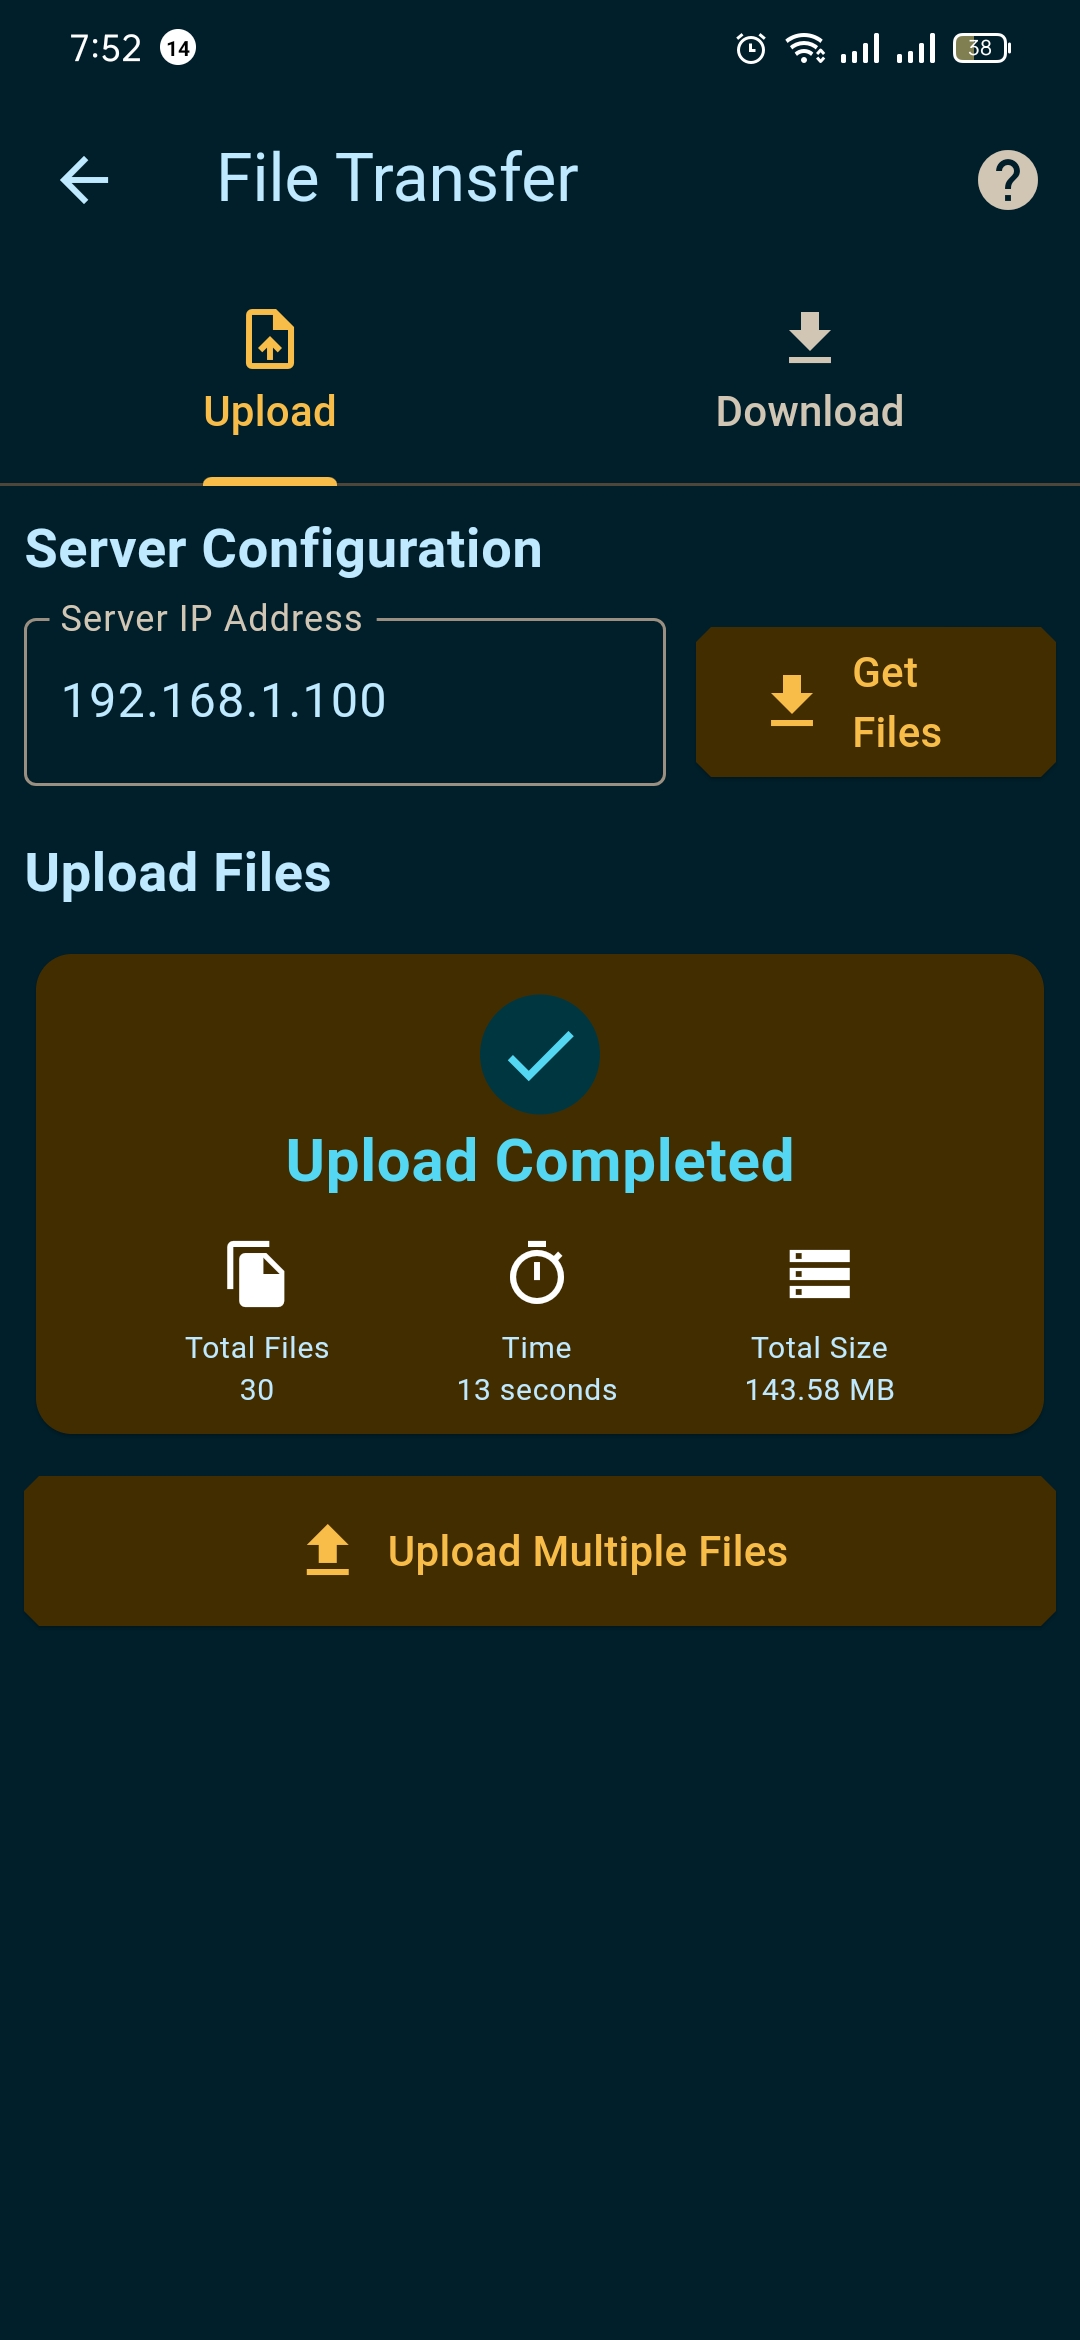 7:52 14 38
File Transfer
Upload
Download
Server Configuration
Server IP Address
192.168.1.100
Get
Files
Upload Files
Upload Completed
Total Files
30
Time
13 seconds
Total Size
143.58 MB
Upload Multiple Files